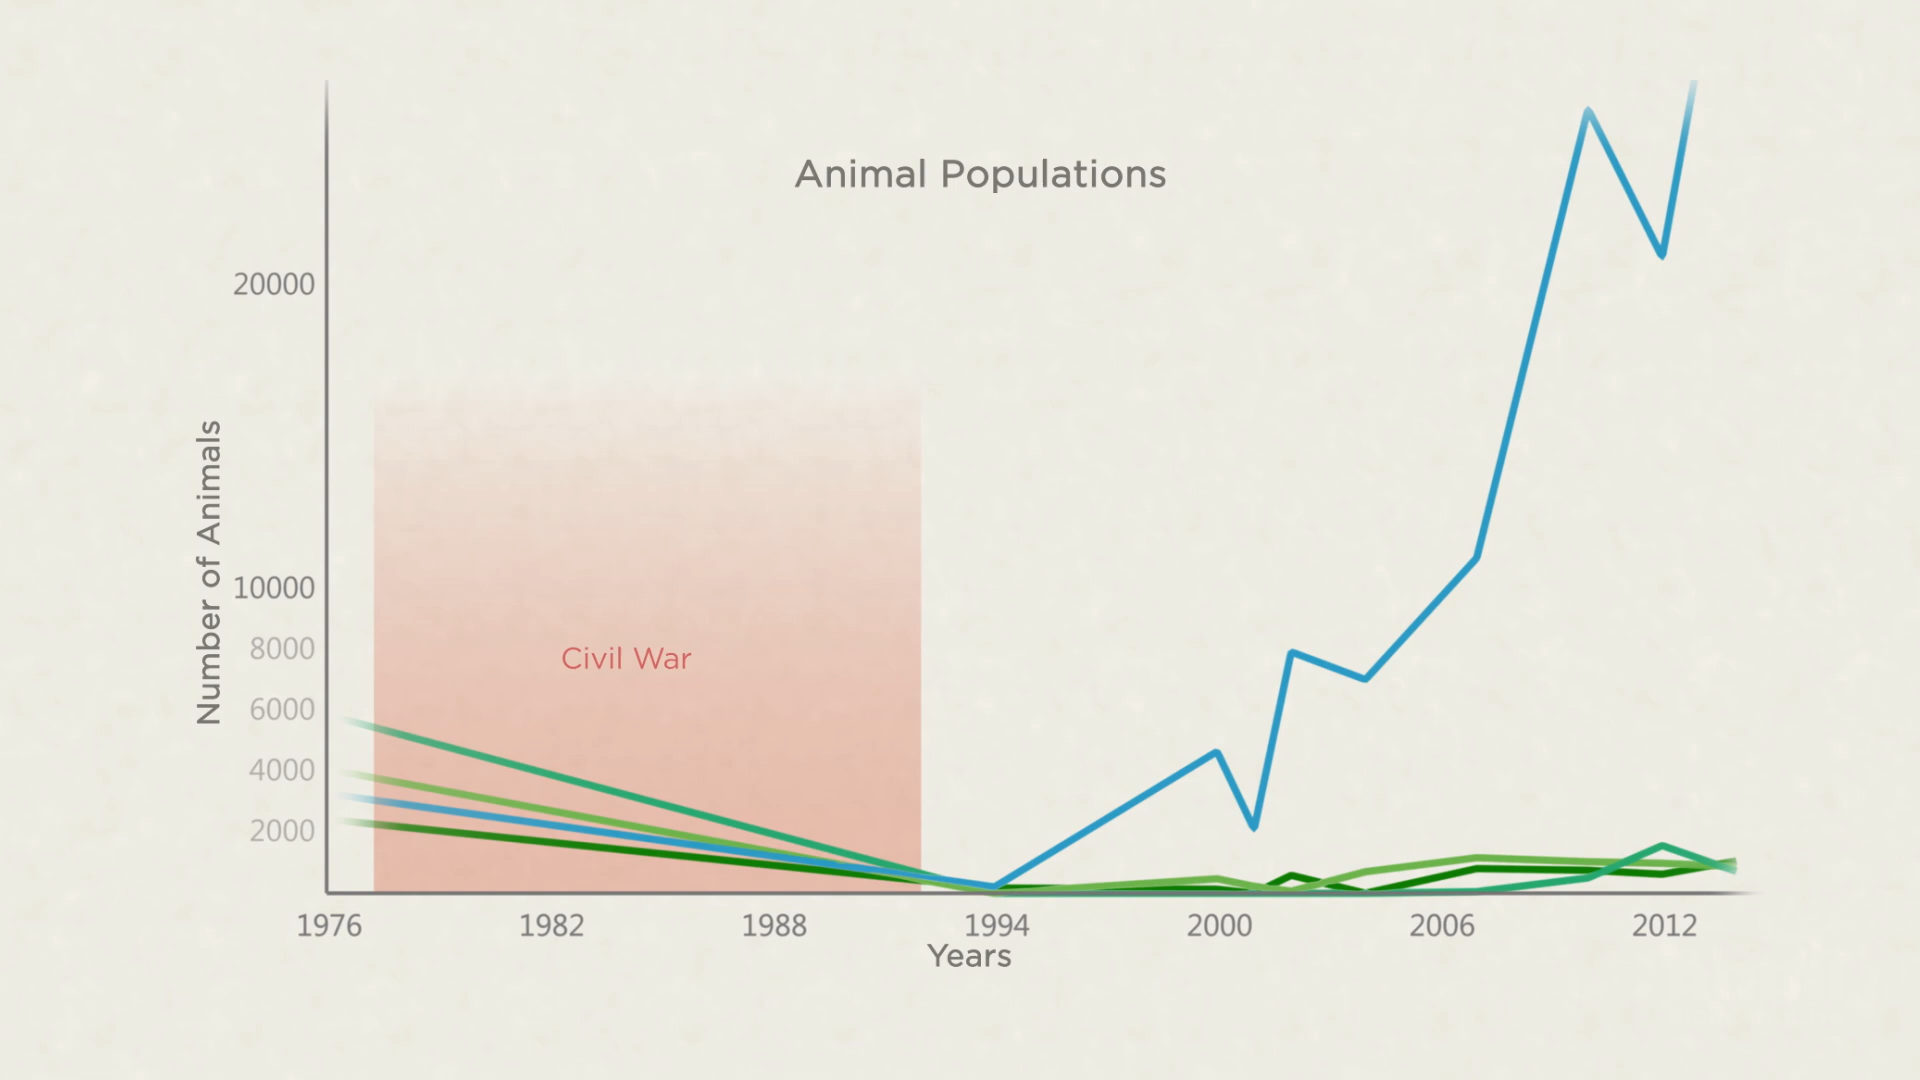 Animal Populations
20000
10000
8000
6000
4000
2000
Number of Animals
Civil War
1976 1982 1988 1994 2000 2006 2012
Years